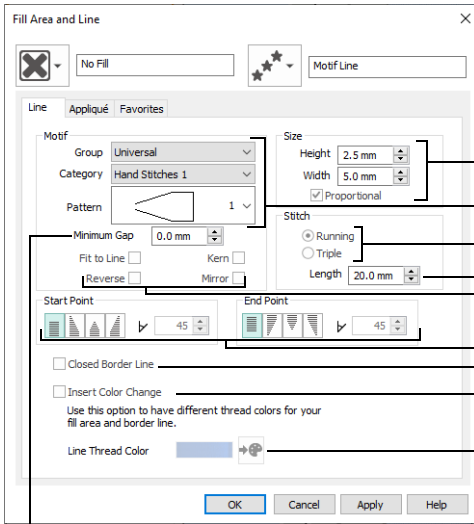 Fill Area and Line
No Fill
Motif Line
Line Appliqué Favorites
Motif
Group Universal
Category Hand Stitches 1
Pattern 1
Minimum Gap 0.0 mm
Fit to Line Kern
Reverse Mirror
Size
Height 2.5 mm
Width 5.0 mm
Proportional
Stitch
Running
Triple
Length 20.0 mm
Start Point
45
End Point
45
Closed Border Line
Insert Color Change
Use this option to have different thread colors for your
fill area and border line.
Line Thread Color
OK Cancel Apply Help